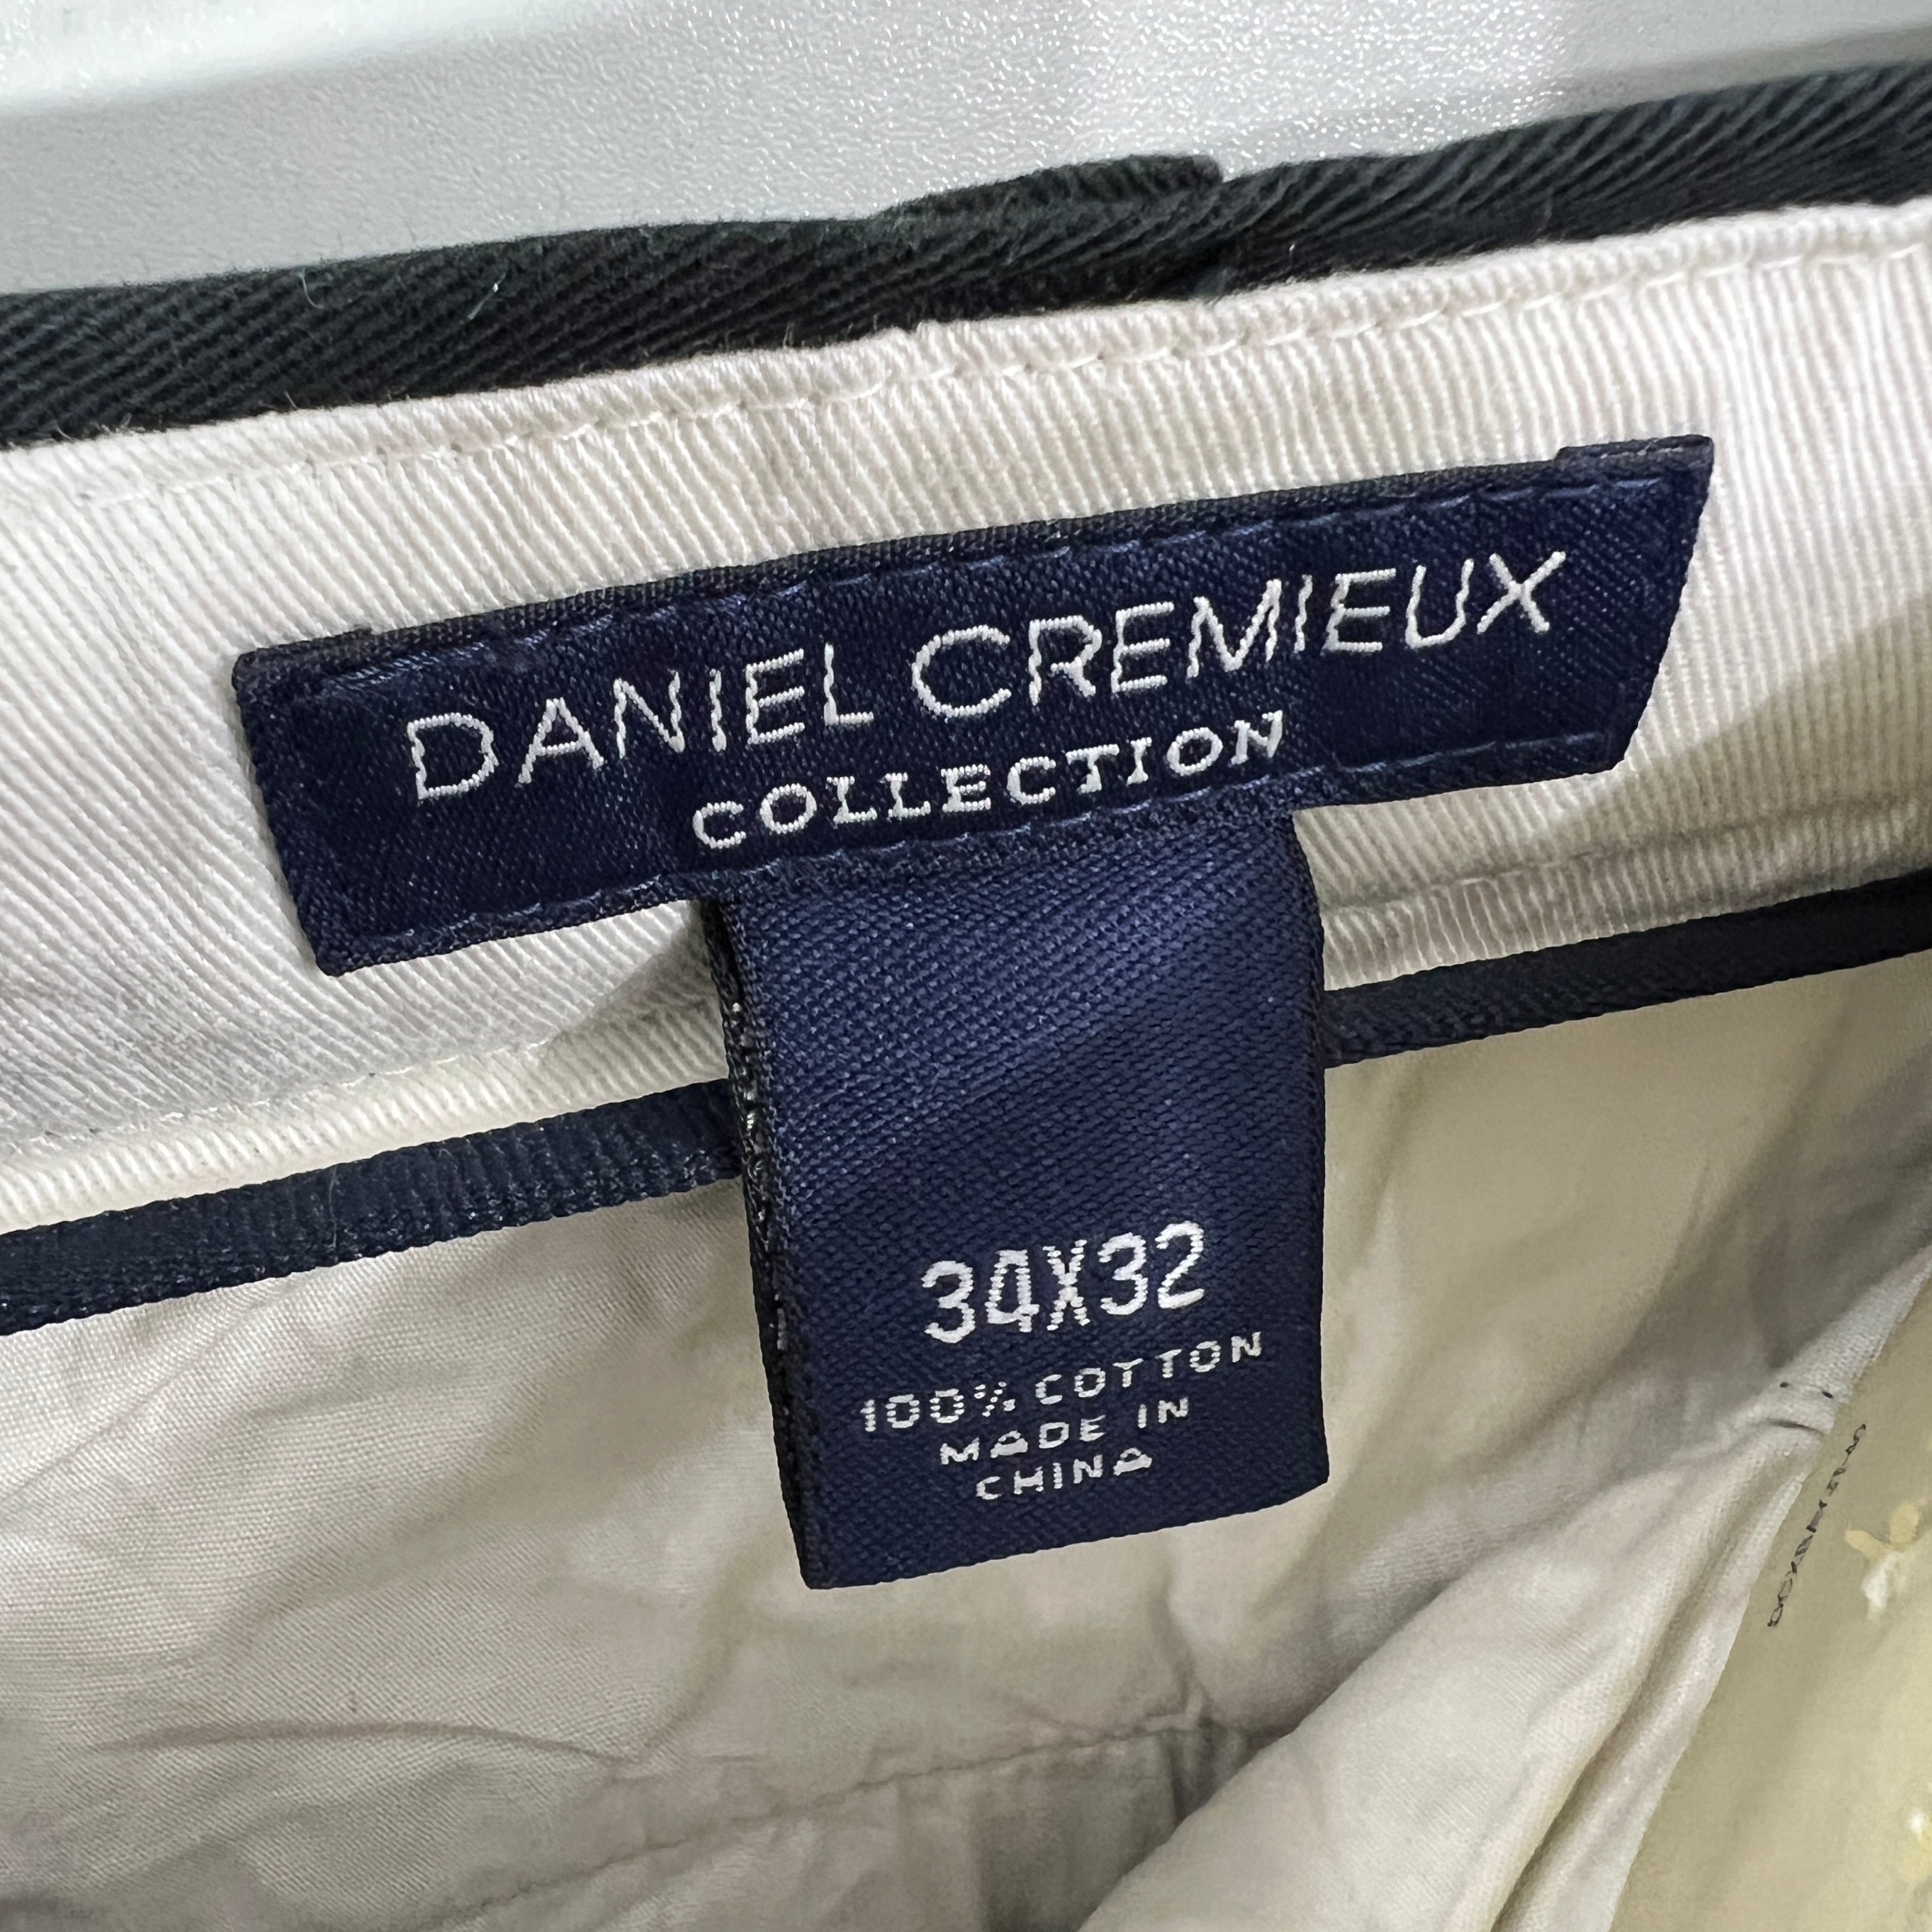 DANIEL CREMIEUX
COLLECTION
34X32
100% COTTON
MADE IN
CHINA